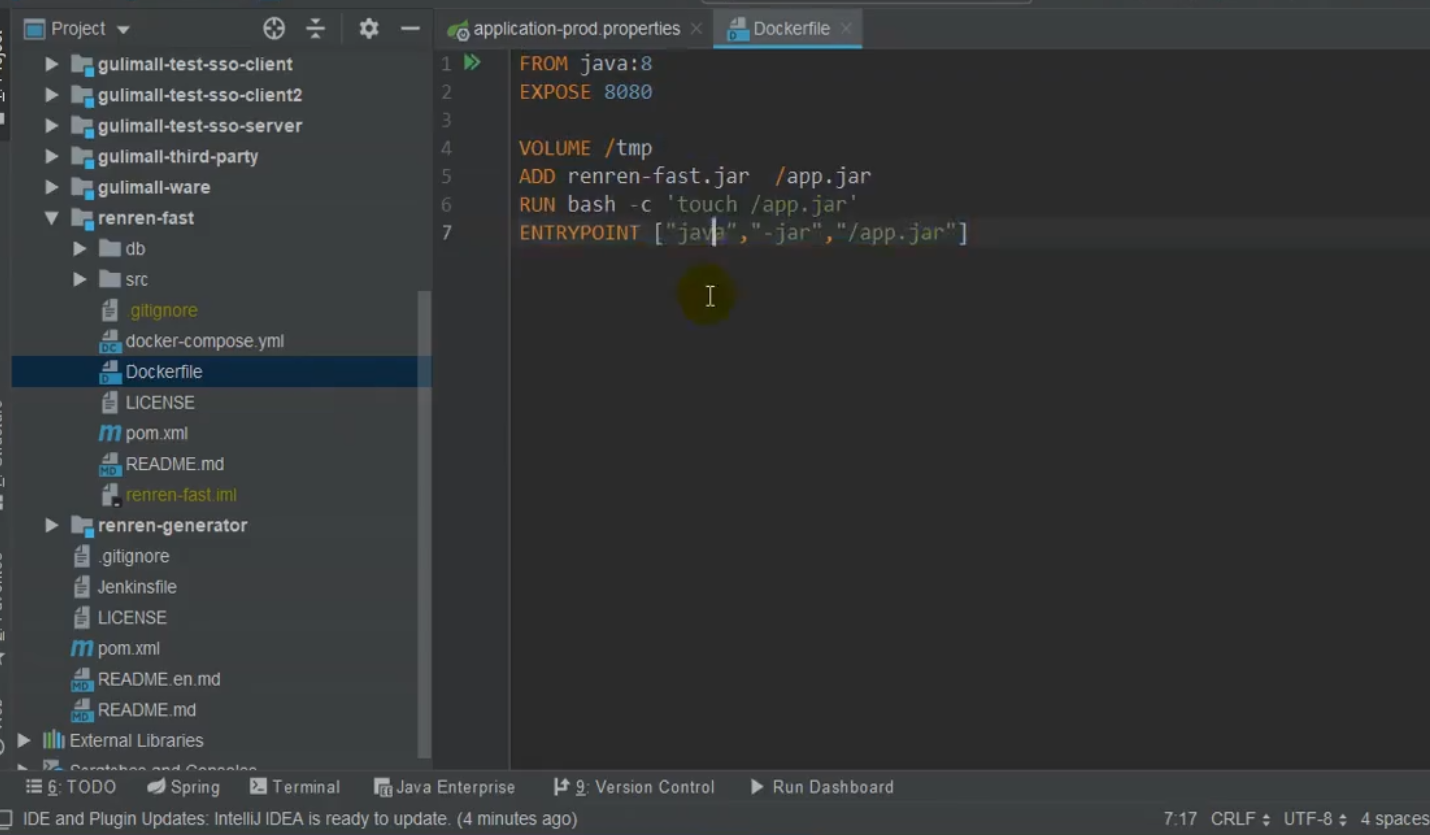 Project
application-prod.properties
Dockerfile
gulimall-test-sso-client
gulimall-test-sso-client2
gulimall-test-sso-server
gulimall-third-party
gulimall-ware
renren-fast
db
src
.gitignore
docker-compose.yml
Dockerfile
LICENSE
pom.xml
README.md
renren-fast.iml
renren-generator
.gitignore
Jenkinsfile
LICENSE
pom.xml
README.en.md
README.md
External Libraries
Scratches and Consoles
1 FROM java:8
2 EXPOSE 8080
3
4 VOLUME /tmp
5 ADD renren-fast.jar  /app.jar
6 RUN bash -c 'touch /app.jar'
7 ENTRYPOINT ["java","-jar","/app.jar"]
6: TODO Spring Terminal Java Enterprise 9: Version Control Run Dashboard
IDE and Plugin Updates: IntelliJ IDEA is ready to update. (4 minutes ago) 7:17 CRLF UTF-8 4 spaces